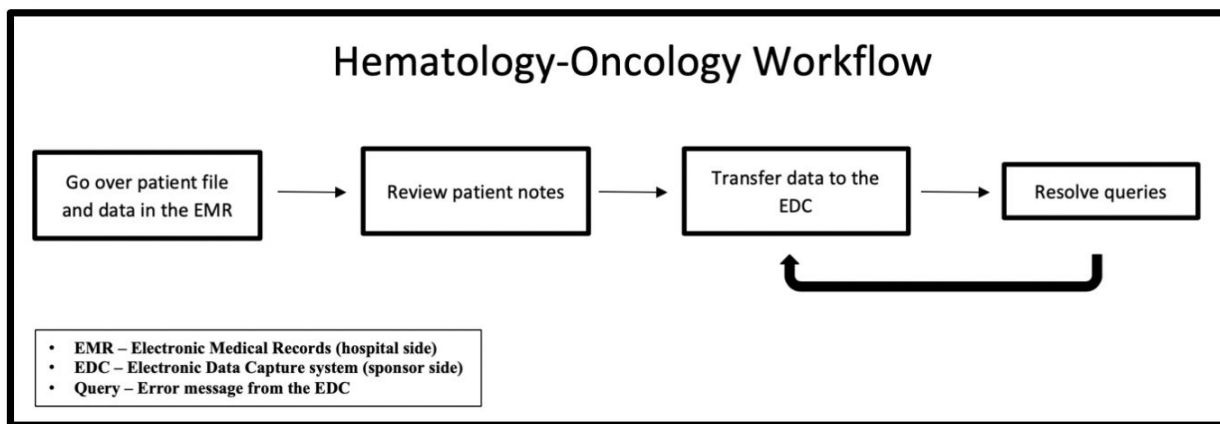 Hematology-Oncology Workflow
Go over patient file
and data in the EMR
Review patient notes
Transfer data to the
EDC
Resolve queries
• EMR – Electronic Medical Records (hospital side)
• EDC – Electronic Data Capture system (sponsor side)
• Query – Error message from the EDC